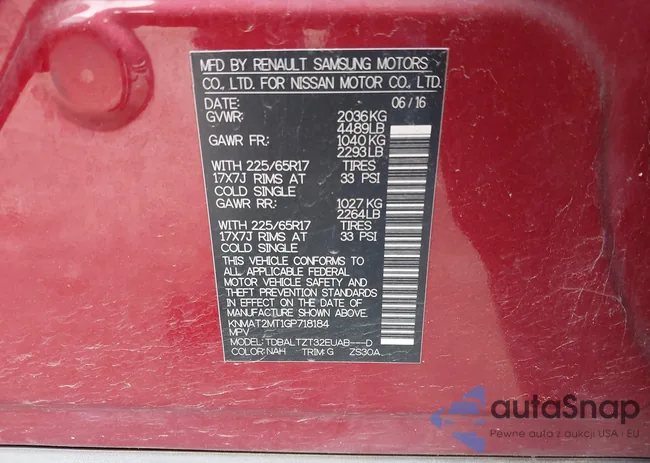 MFD BY RENAULT SAMSUNG MOTORS
CO., LTD. FOR NISSAN MOTOR CO., LTD.
DATE: 06/16
GVWR: 2036KG
4489LB
GAWR FR: 1040KG
2293LB
WITH 225/65R17 TIRES
17X7J RIMS AT 33 PSI
COLD SINGLE
GAWR RR: 1027 KG
2264LB
WITH 225/65R17 TIRES
17X7J RIMS AT 33 PSI
COLD SINGLE
THIS VEHICLE CONFORMS TO
ALL APPLICABLE FEDERAL
MOTOR VEHICLE SAFETY AND
THEFT PREVENTION STANDARDS
IN EFFECT ON THE DATE OF
MANUFACTURE SHOWN ABOVE.
KNMAT2MT1GP718184
MPV
MODEL: TDBALTZT32EUAB---D
COLOR: NAH TRIM: G ZS30A
autaSnap
Pewne auta z aukcji USA i EU